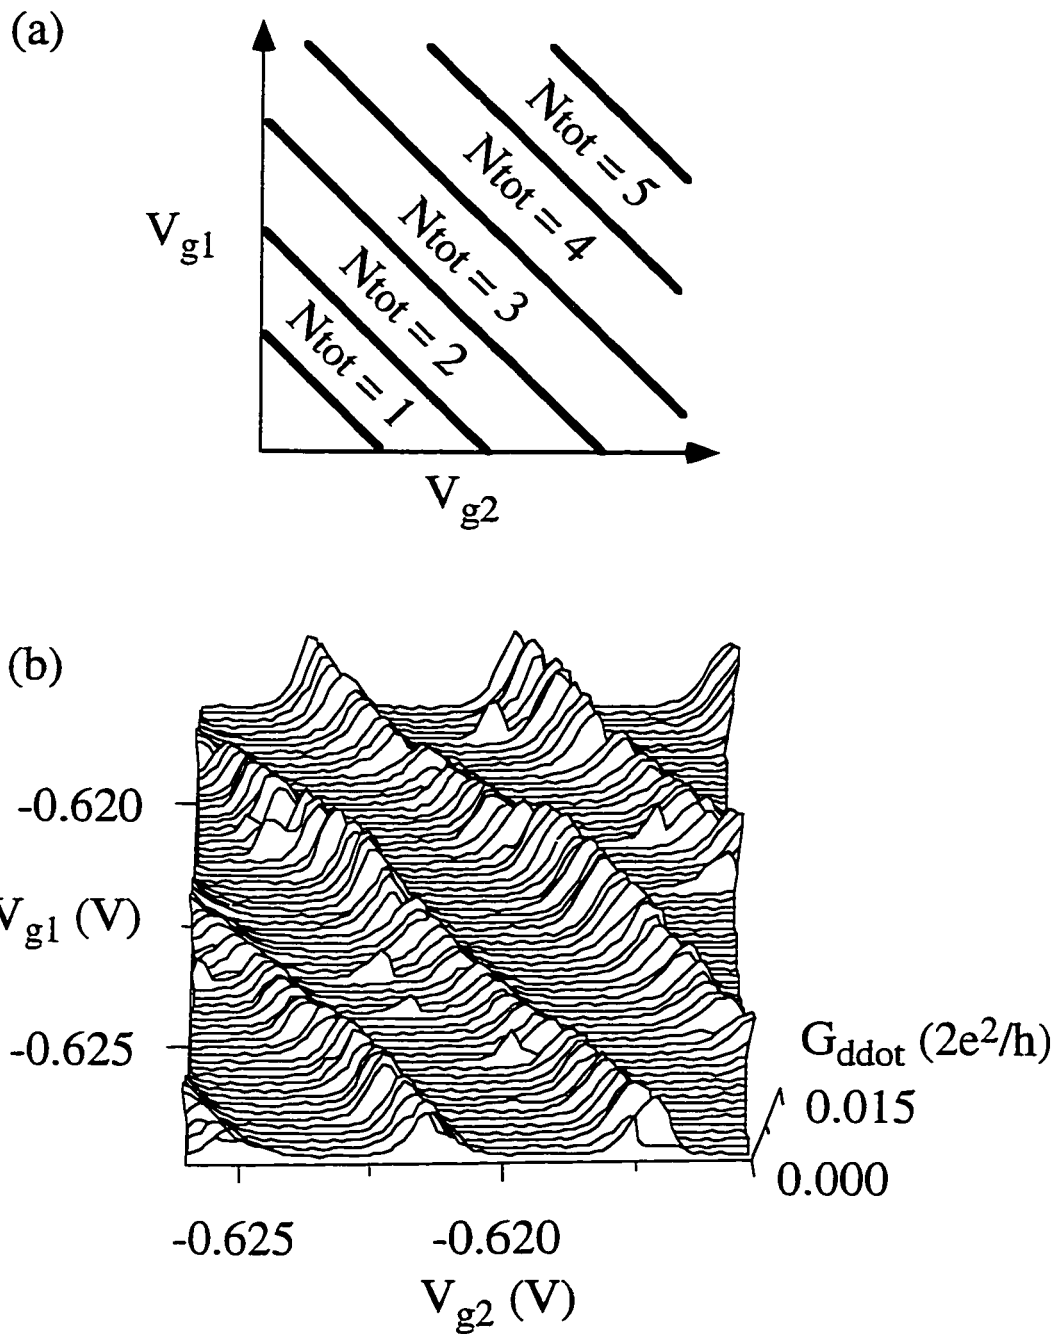 (a)
Ntot = 5
Ntot = 4
Ntot = 3
Ntot = 2
Ntot = 1
Vg1
Vg2
(b)
-0.620
Vg1 (V)
-0.625
Gddot (2e²/h)
0.015
0.000
-0.625 -0.620
Vg2 (V)